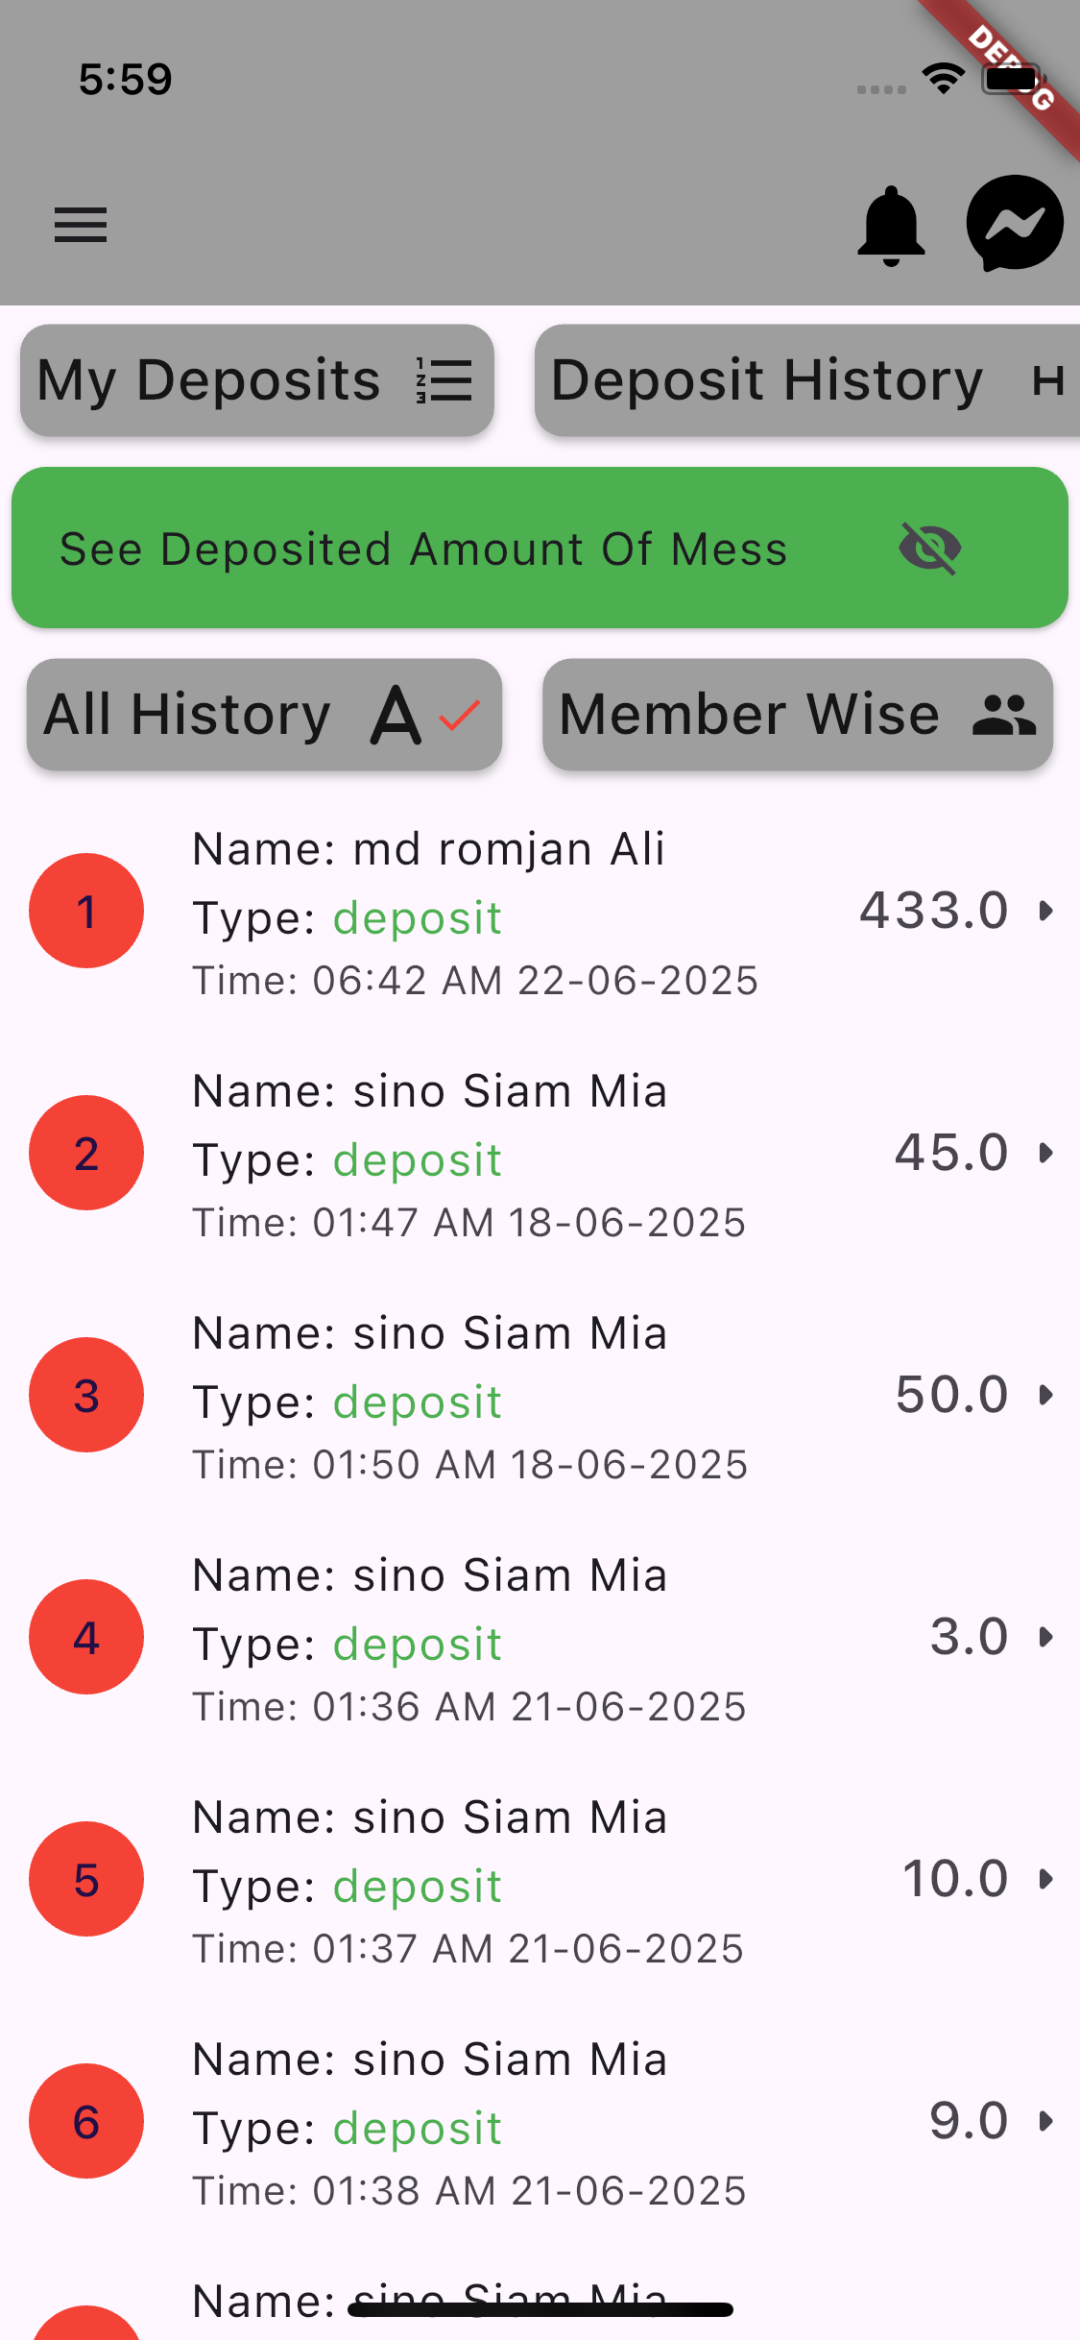 5:59
DEBUG
My Deposits
Deposit History H
See Deposited Amount Of Mess
All History A
Member Wise
1
Name: md romjan Ali
Type: deposit
Time: 06:42 AM 22-06-2025
433.0
2
Name: sino Siam Mia
Type: deposit
Time: 01:47 AM 18-06-2025
45.0
3
Name: sino Siam Mia
Type: deposit
Time: 01:50 AM 18-06-2025
50.0
4
Name: sino Siam Mia
Type: deposit
Time: 01:36 AM 21-06-2025
3.0
5
Name: sino Siam Mia
Type: deposit
Time: 01:37 AM 21-06-2025
10.0
6
Name: sino Siam Mia
Type: deposit
Time: 01:38 AM 21-06-2025
9.0
Name: sino Siam Mia